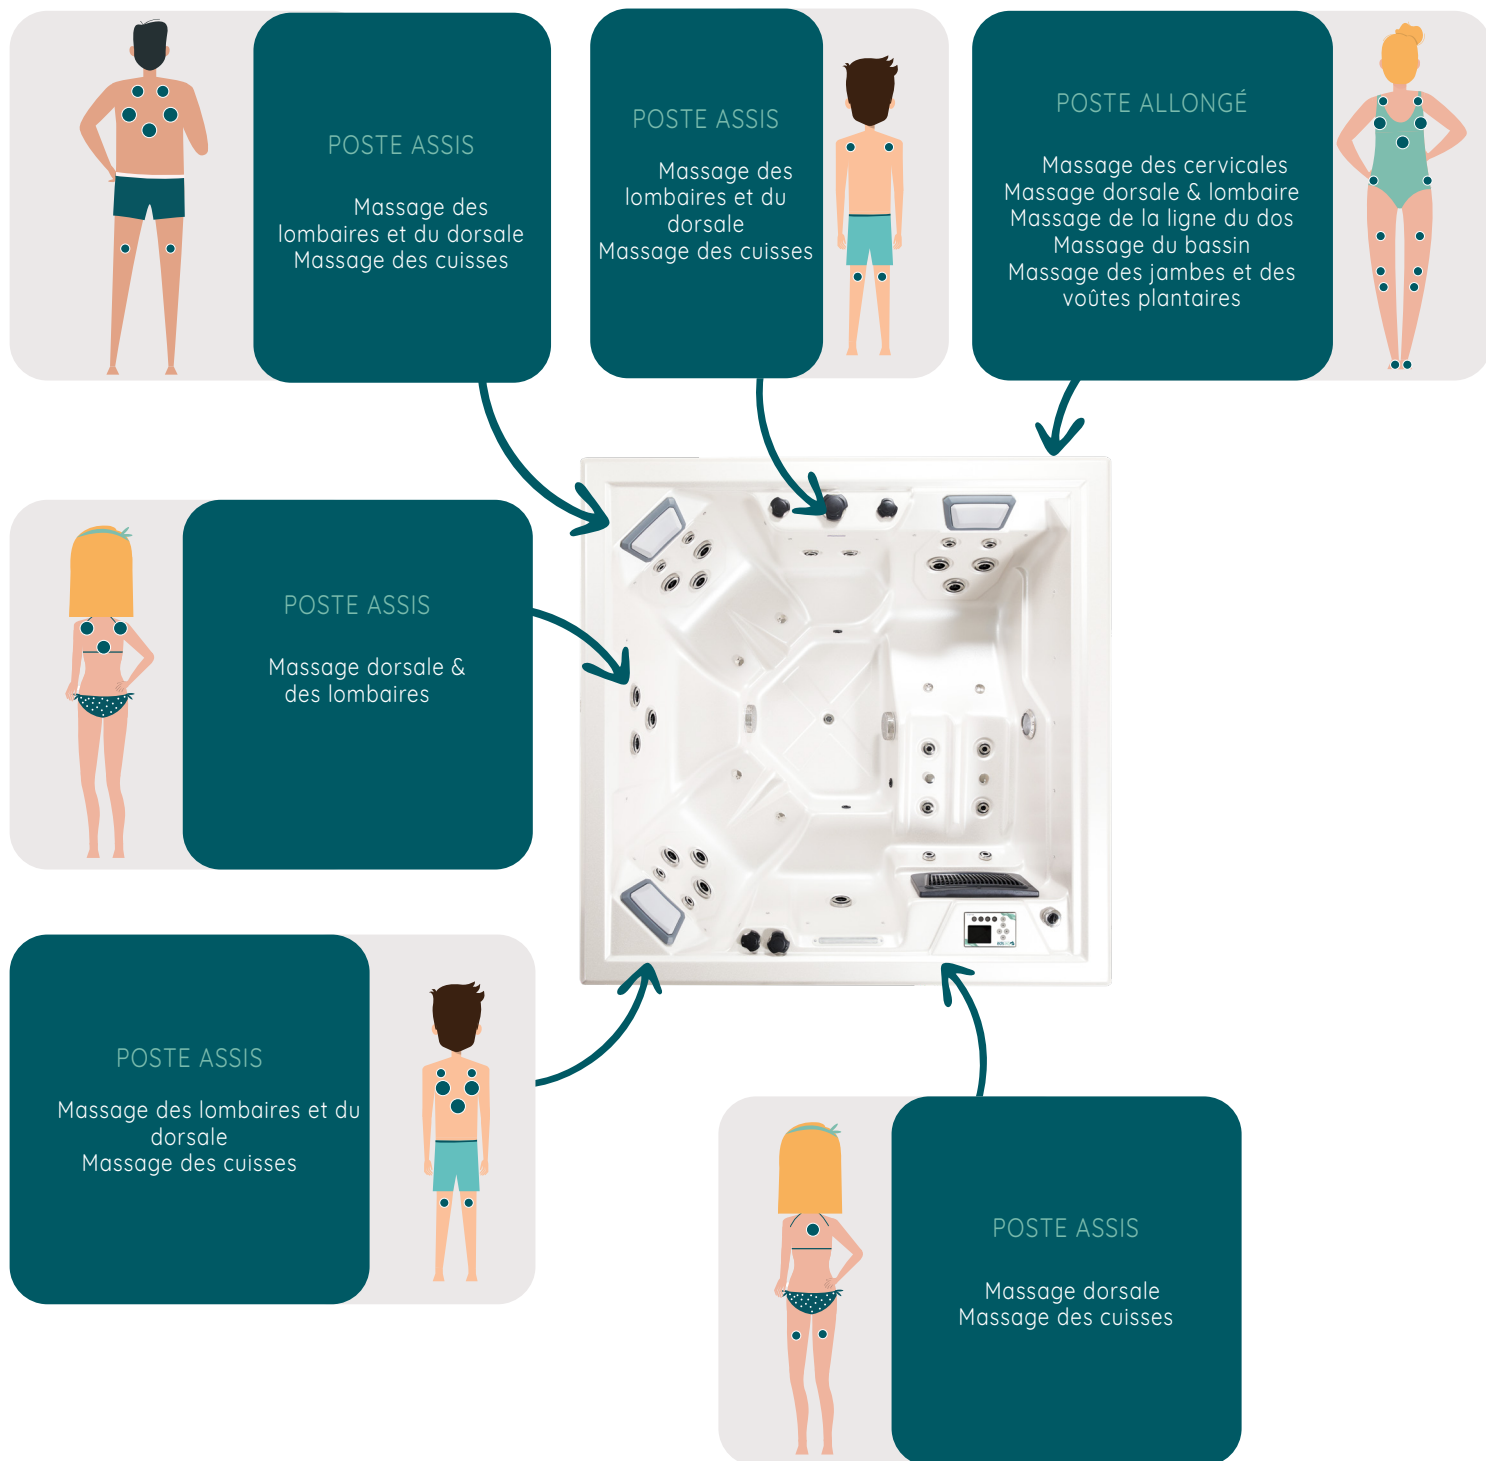 POSTE ASSIS
Massage des
lombaires et du dorsale
Massage des cuisses
POSTE ASSIS
Massage des
lombaires et du
dorsale
Massage des cuisses
POSTE ALLONGÉ
Massage des cervicales
Massage dorsale & lombaire
Massage de la ligne du dos
Massage du bassin
Massage des jambes et des
voûtes plantaires
POSTE ASSIS
Massage dorsale &
des lombaires
POSTE ASSIS
Massage des lombaires et du
dorsale
Massage des cuisses
POSTE ASSIS
Massage dorsale
Massage des cuisses